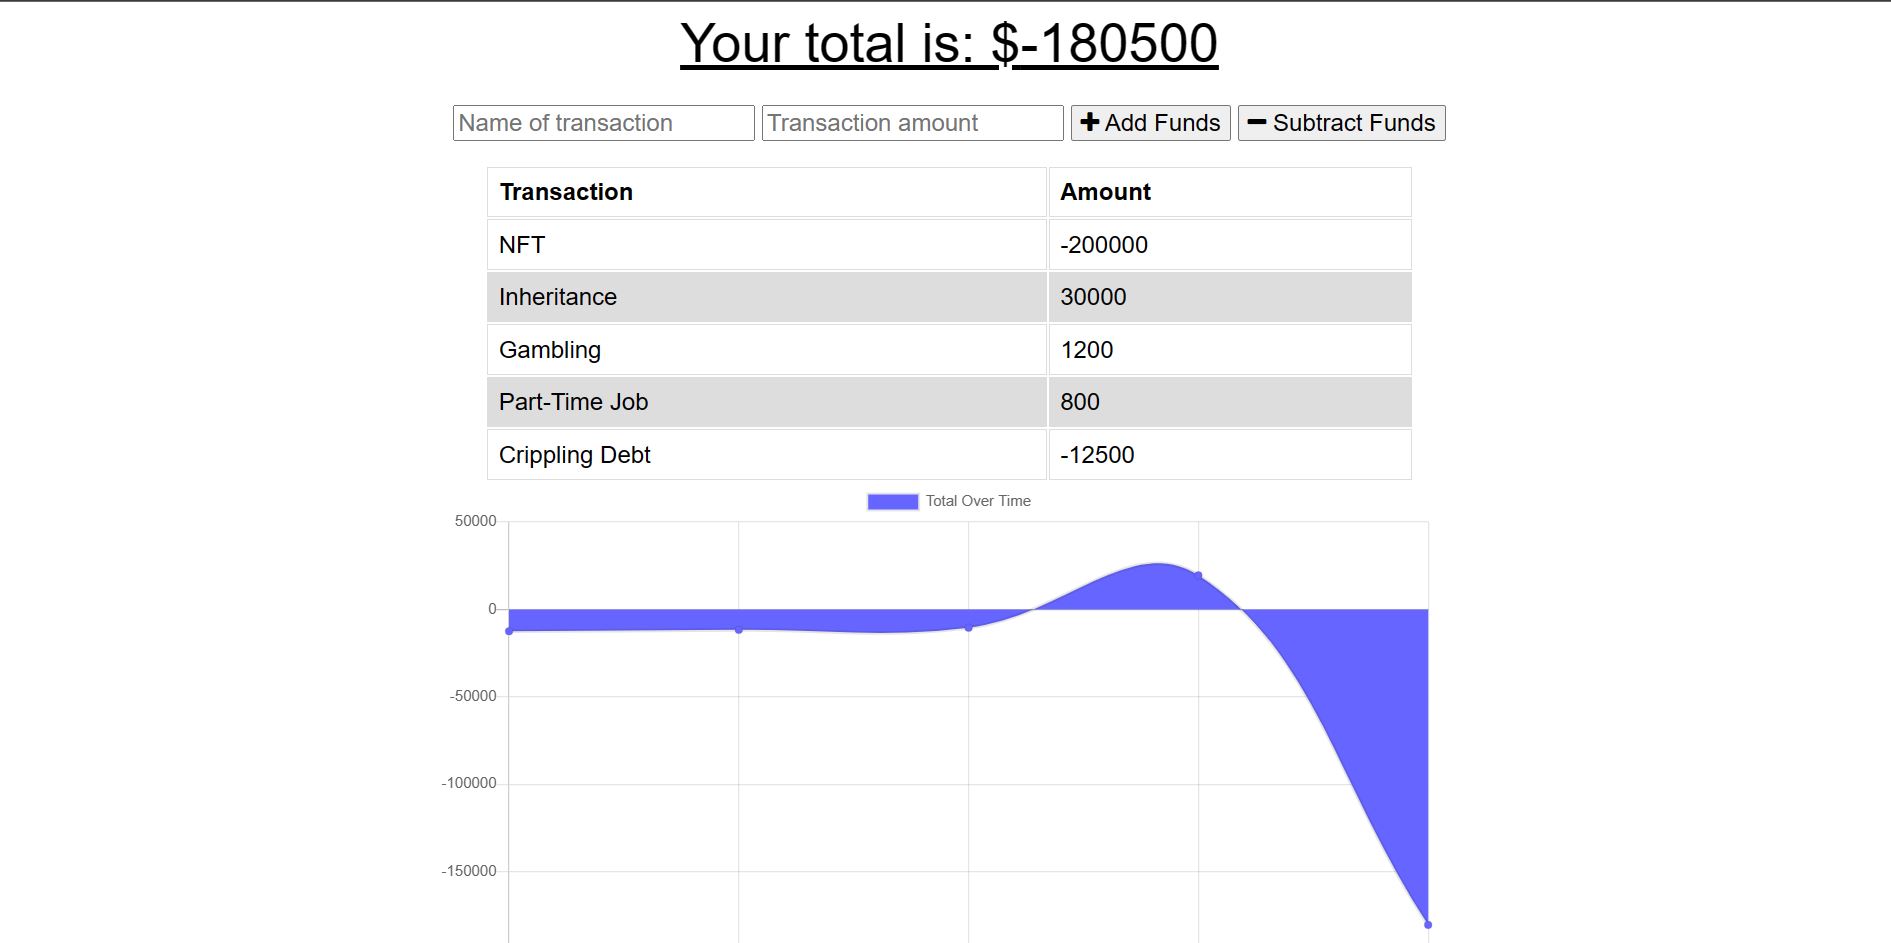 Your total is: $-180500
Name of transaction Transaction amount Add Funds Subtract Funds
Transaction Amount
NFT -200000
Inheritance 30000
Gambling 1200
Part-Time Job 800
Crippling Debt -12500
Total Over Time
50000
0
-50000
-100000
-150000